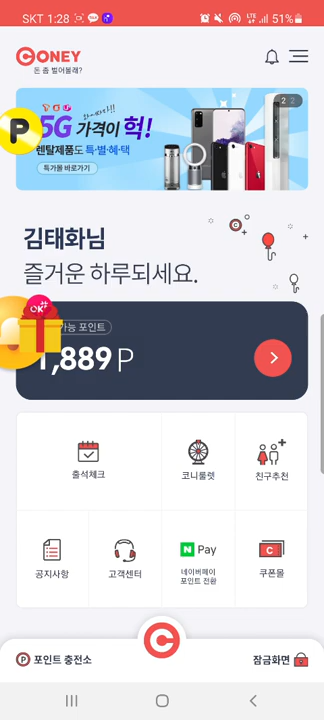 SKT 1:28
LTE 51%
CONEY
돈 좀 벌어볼래?
2 2
P
5G 가격이 헉!
렌탈제품도 특·별·혜·택
특가몰 바로가기
김태화님
즐거운 하루되세요.
가능 포인트
OK
1,889 P
출석체크
코니룰렛
친구추천
공지사항
고객센터
N Pay
네이버페이
포인트 전환
C
쿠폰몰
C
P 포인트 충전소
잠금화면